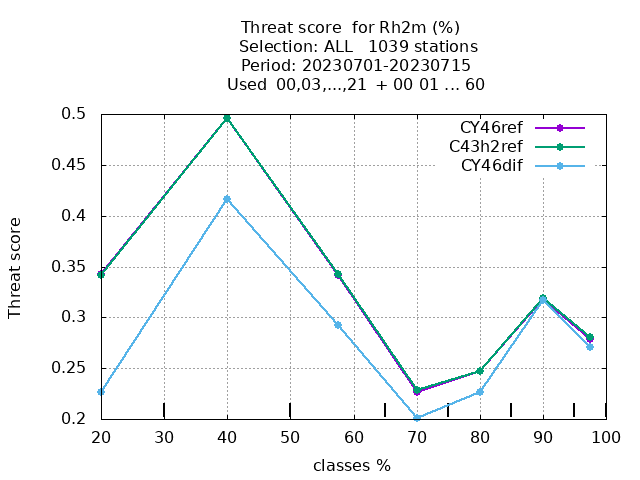 Threat score  for Rh2m (%)
Selection: ALL   1039 stations
Period: 20230701-20230715
Used  00,03,...,21  + 00 01 ... 60
CY46ref
C43h2ref
CY46dif
Threat score
0.5
0.45
0.4
0.35
0.3
0.25
0.2
20 30 40 50 60 70 80 90 100
classes %